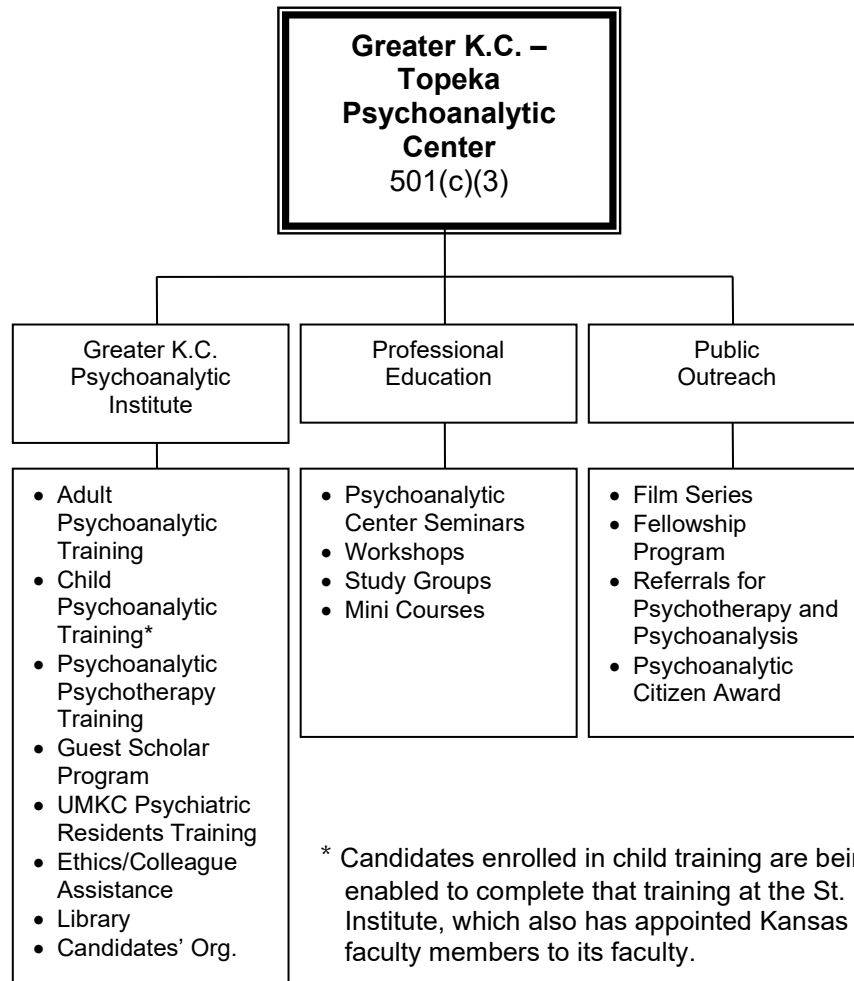 Greater K.C. –
Topeka
Psychoanalytic
Center
501(c)(3)
Greater K.C.
Psychoanalytic
Institute
Professional
Education
Public
Outreach
• Adult
Psychoanalytic
Training
• Child
Psychoanalytic
Training*
• Psychoanalytic
Psychotherapy
Training
• Guest Scholar
Program
• UMKC Psychiatric
Residents Training
• Ethics/Colleague
Assistance
• Library
• Candidates’ Org.
• Psychoanalytic
Center Seminars
• Workshops
• Study Groups
• Mini Courses
• Film Series
• Fellowship
Program
• Referrals for
Psychotherapy and
Psychoanalysis
• Psychoanalytic
Citizen Award
* Candidates enrolled in child training are
enabled to complete that training at the St.
Institute, which also has appointed Kansas
faculty members to its faculty.